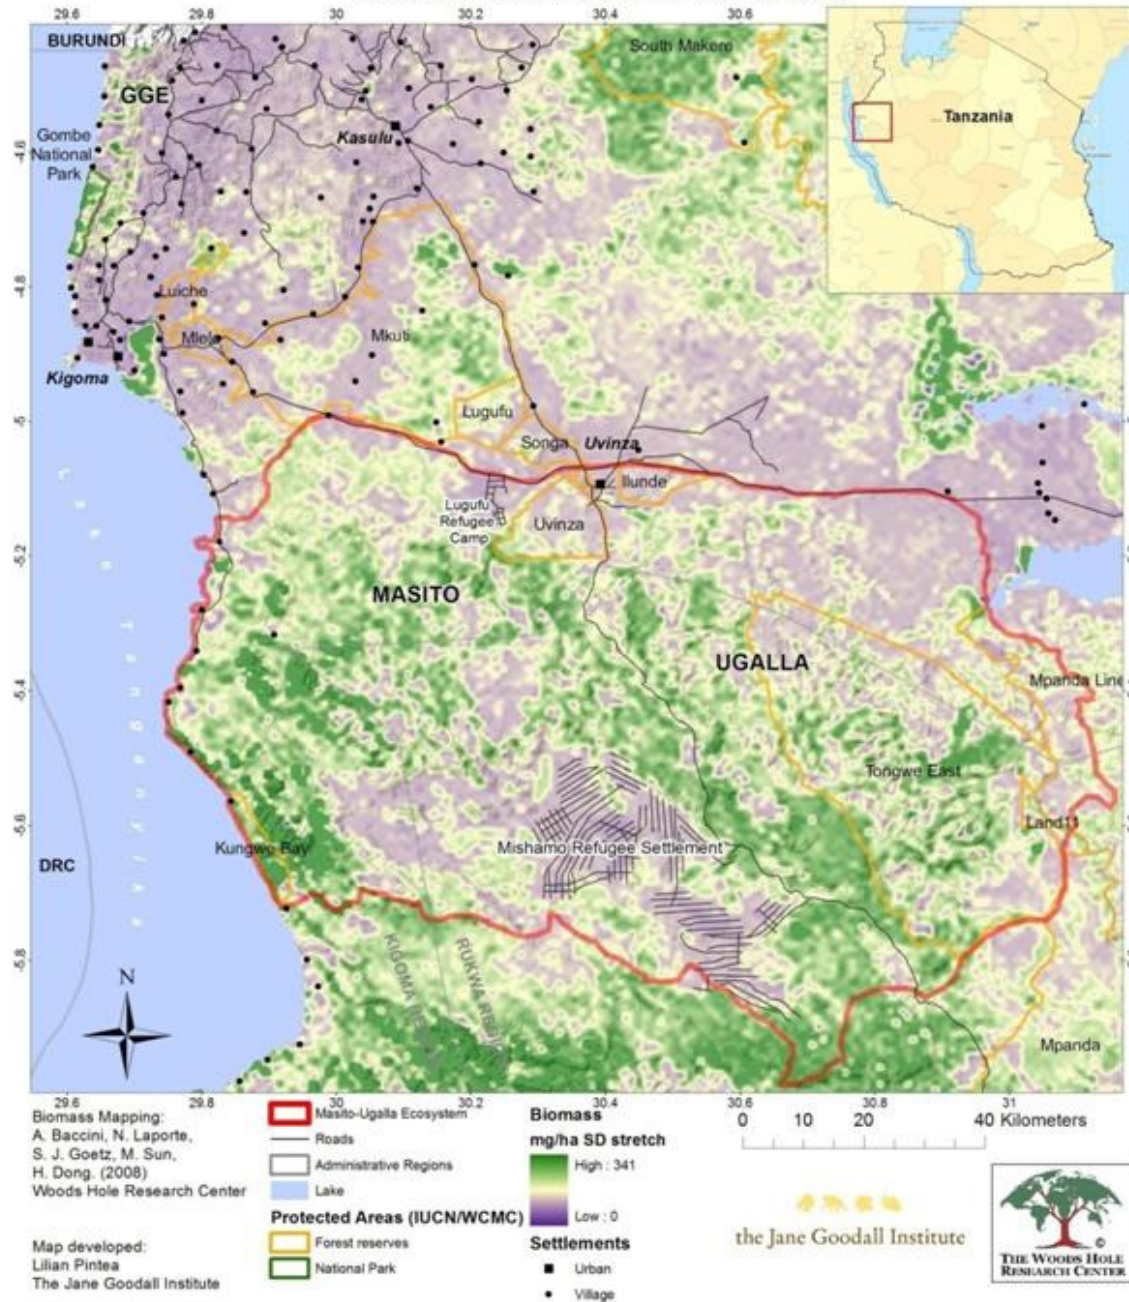 29.6
29.8
30
30.2
30.4
30.6
BURUNDI
South Makere
GGE
Tanzania
Gombe
National
Park
Kasulu
-4.6
Luiche
-4.8
Mlele
Mkuti
Kigoma
Lugufu
-5
Songa
Uvinza
Ilunde
Lugufu
Refugee
Camp
Uvinza
-5.2
Lake Tanganyika
MASITO
UGALLA
Mpanda Line
-5.4
Tongwe East
Land11
-5.6
Mishamo Refugee Settlement
Kungwe Bay
DRC
-5.8
KIGOMA
RUKWA
N
Mpanda
29.6
29.8
30
30.2
30.4
30.6
30.8
31
Biomass Mapping:
A. Baccini, N. Laporte,
S. J. Goetz, M. Sun,
H. Dong. (2008)
Woods Hole Research Center
Map developed:
Lilian Pintea
The Jane Goodall Institute
Masito-Ugalla Ecosystem
Roads
Administrative Regions
Lake
Protected Areas (IUCN/WCMC)
Forest reserves
National Park
Biomass
mg/ha SD stretch
High : 341
Low : 0
Settlements
Urban
Village
0 10 20 40 Kilometers
the Jane Goodall Institute
©
THE WOODS HOLE
RESEARCH CENTER